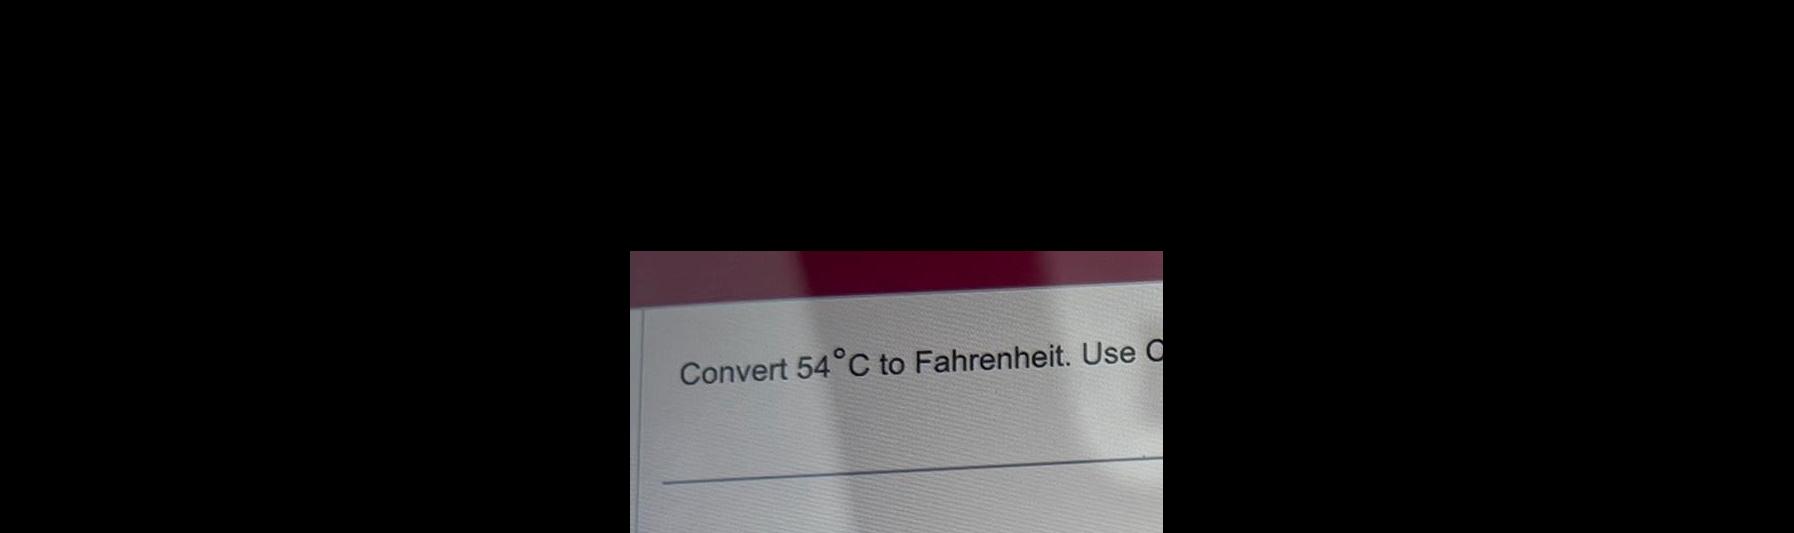 Convert 54°C to Fahrenheit. Use C